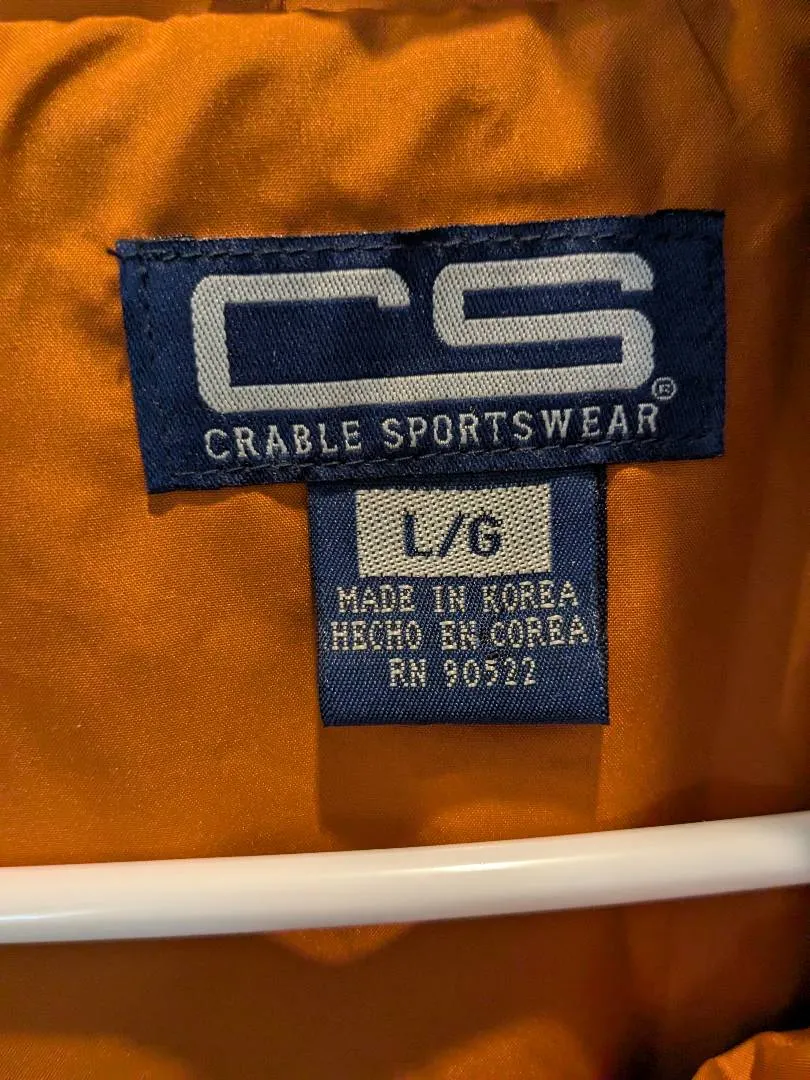 CS®
CRABLE SPORTSWEAR
L/G
MADE IN KOREA
HECHO EN COREA
RN 90522